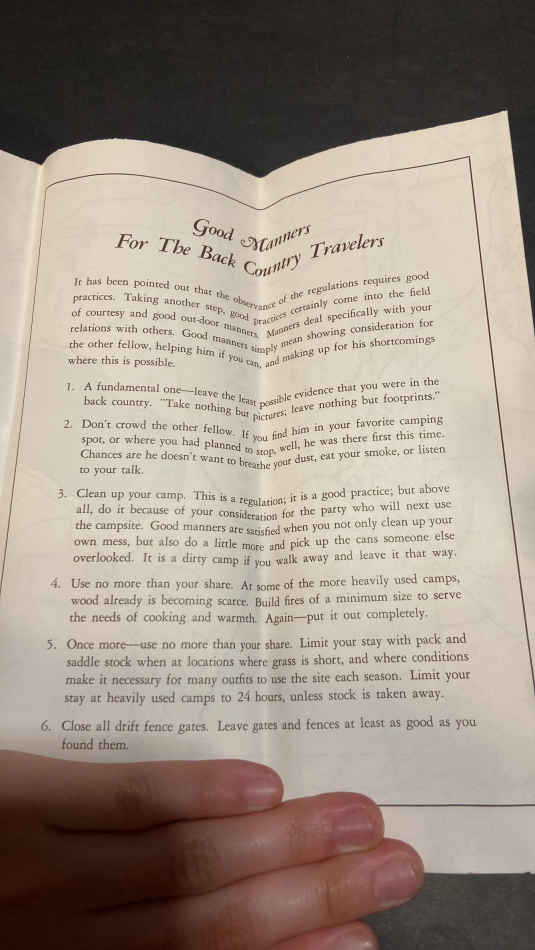 Good Manners
For The Back Country Travelers
It has been pointed out that the observance of the regulations requires good
practices. Taking another step, good practices certainly come into the field
of courtesy and good out-door manners. Manners deal specifically with your
relations with others. Good manners simply mean showing consideration for
the other fellow, helping him if you can, and making up for his shortcomings
where this is possible.
1. A fundamental one—leave the least possible evidence that you were in the
back country. "Take nothing but pictures; leave nothing but footprints."
2. Don't crowd the other fellow. If you find him in your favorite camping
spot, or where you had planned to stop, well, he was there first this time.
Chances are he doesn't want to breathe your dust, eat your smoke, or listen
to your talk.
3. Clean up your camp. This is a regulation; it is a good practice; but above
all, do it because of your consideration for the party who will next use
the campsite. Good manners are satisfied when you not only clean up your
own mess, but also do a little more and pick up the cans someone else
overlooked. It is a dirty camp if you walk away and leave it that way.
4. Use no more than your share. At some of the more heavily used camps,
wood already is becoming scarce. Build fires of a minimum size to serve
the needs of cooking and warmth. Again—put it out completely.
5. Once more—use no more than your share. Limit your stay with pack and
saddle stock when at locations where grass is short, and where conditions
make it necessary for many outfits to use the site each season. Limit your
stay at heavily used camps to 24 hours, unless stock is taken away.
6. Close all drift fence gates. Leave gates and fences at least as good as you
found them.